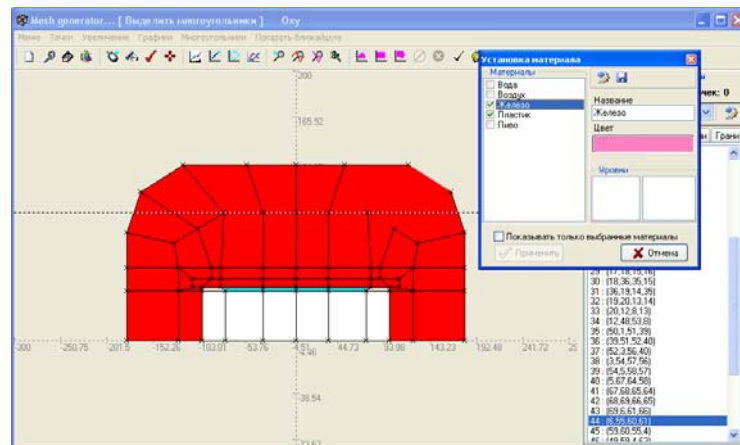 Mesh generator... [ Выделить многоугольники ] Oxy
Меню Точки Увеличение Графики Многоугольники Показать ближайшую
Установка материала
Материалы
Вода
Воздух
Железо
Пластик
Пиво
Название
Железо
Цвет
Уровни
Показывать только выбранные материалы
Применить
Отмена
чек: 0
Грани
200
165.92
-300 -250.75 -201.5 -152.26 -103.01 -53.76 -4.51 44.73 93.98 143.23 192.48 241.72
-38.54
29 : (17,18,15,16)
30 : (18,36,35,15)
31 : (36,19,14,35)
32 : (19,20,13,14)
33 : (20,12,8,13)
34 : (12,48,53,8)
35 : (50,1,51,39)
36 : (39,51,52,40)
37 : (52,3,56,40)
38 : (3,54,57,56)
39 : (54,5,58,57)
40 : (5,67,64,58)
41 : (67,68,65,64)
42 : (68,69,66,65)
43 : (69,6,61,66)
44 : (6,55,60,61)
45 : (59,60,55,4)